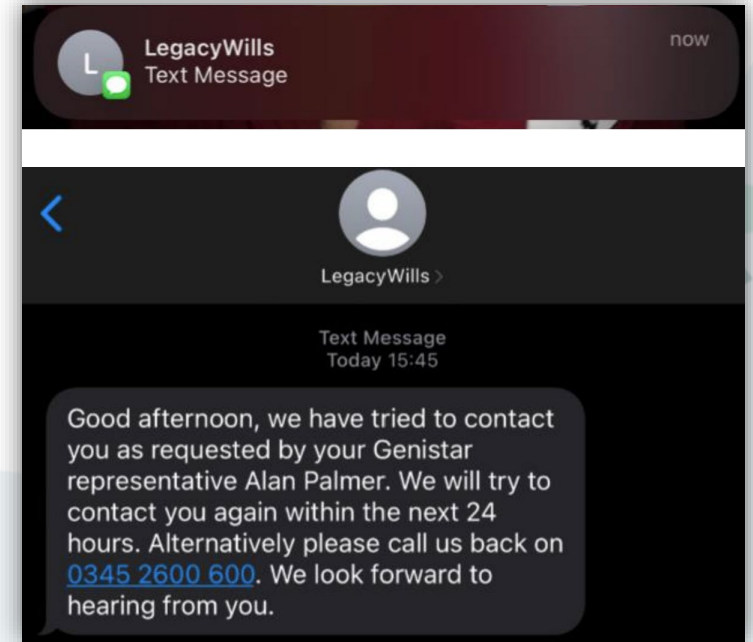 L
LegacyWills
now
Text Message
LegacyWills
Text Message
Today 15:45
Good afternoon, we have tried to contact
you as requested by your Genistar
representative Alan Palmer. We will try to
contact you again within the next 24
hours. Alternatively please call us back on
0345 2600 600. We look forward to
hearing from you.